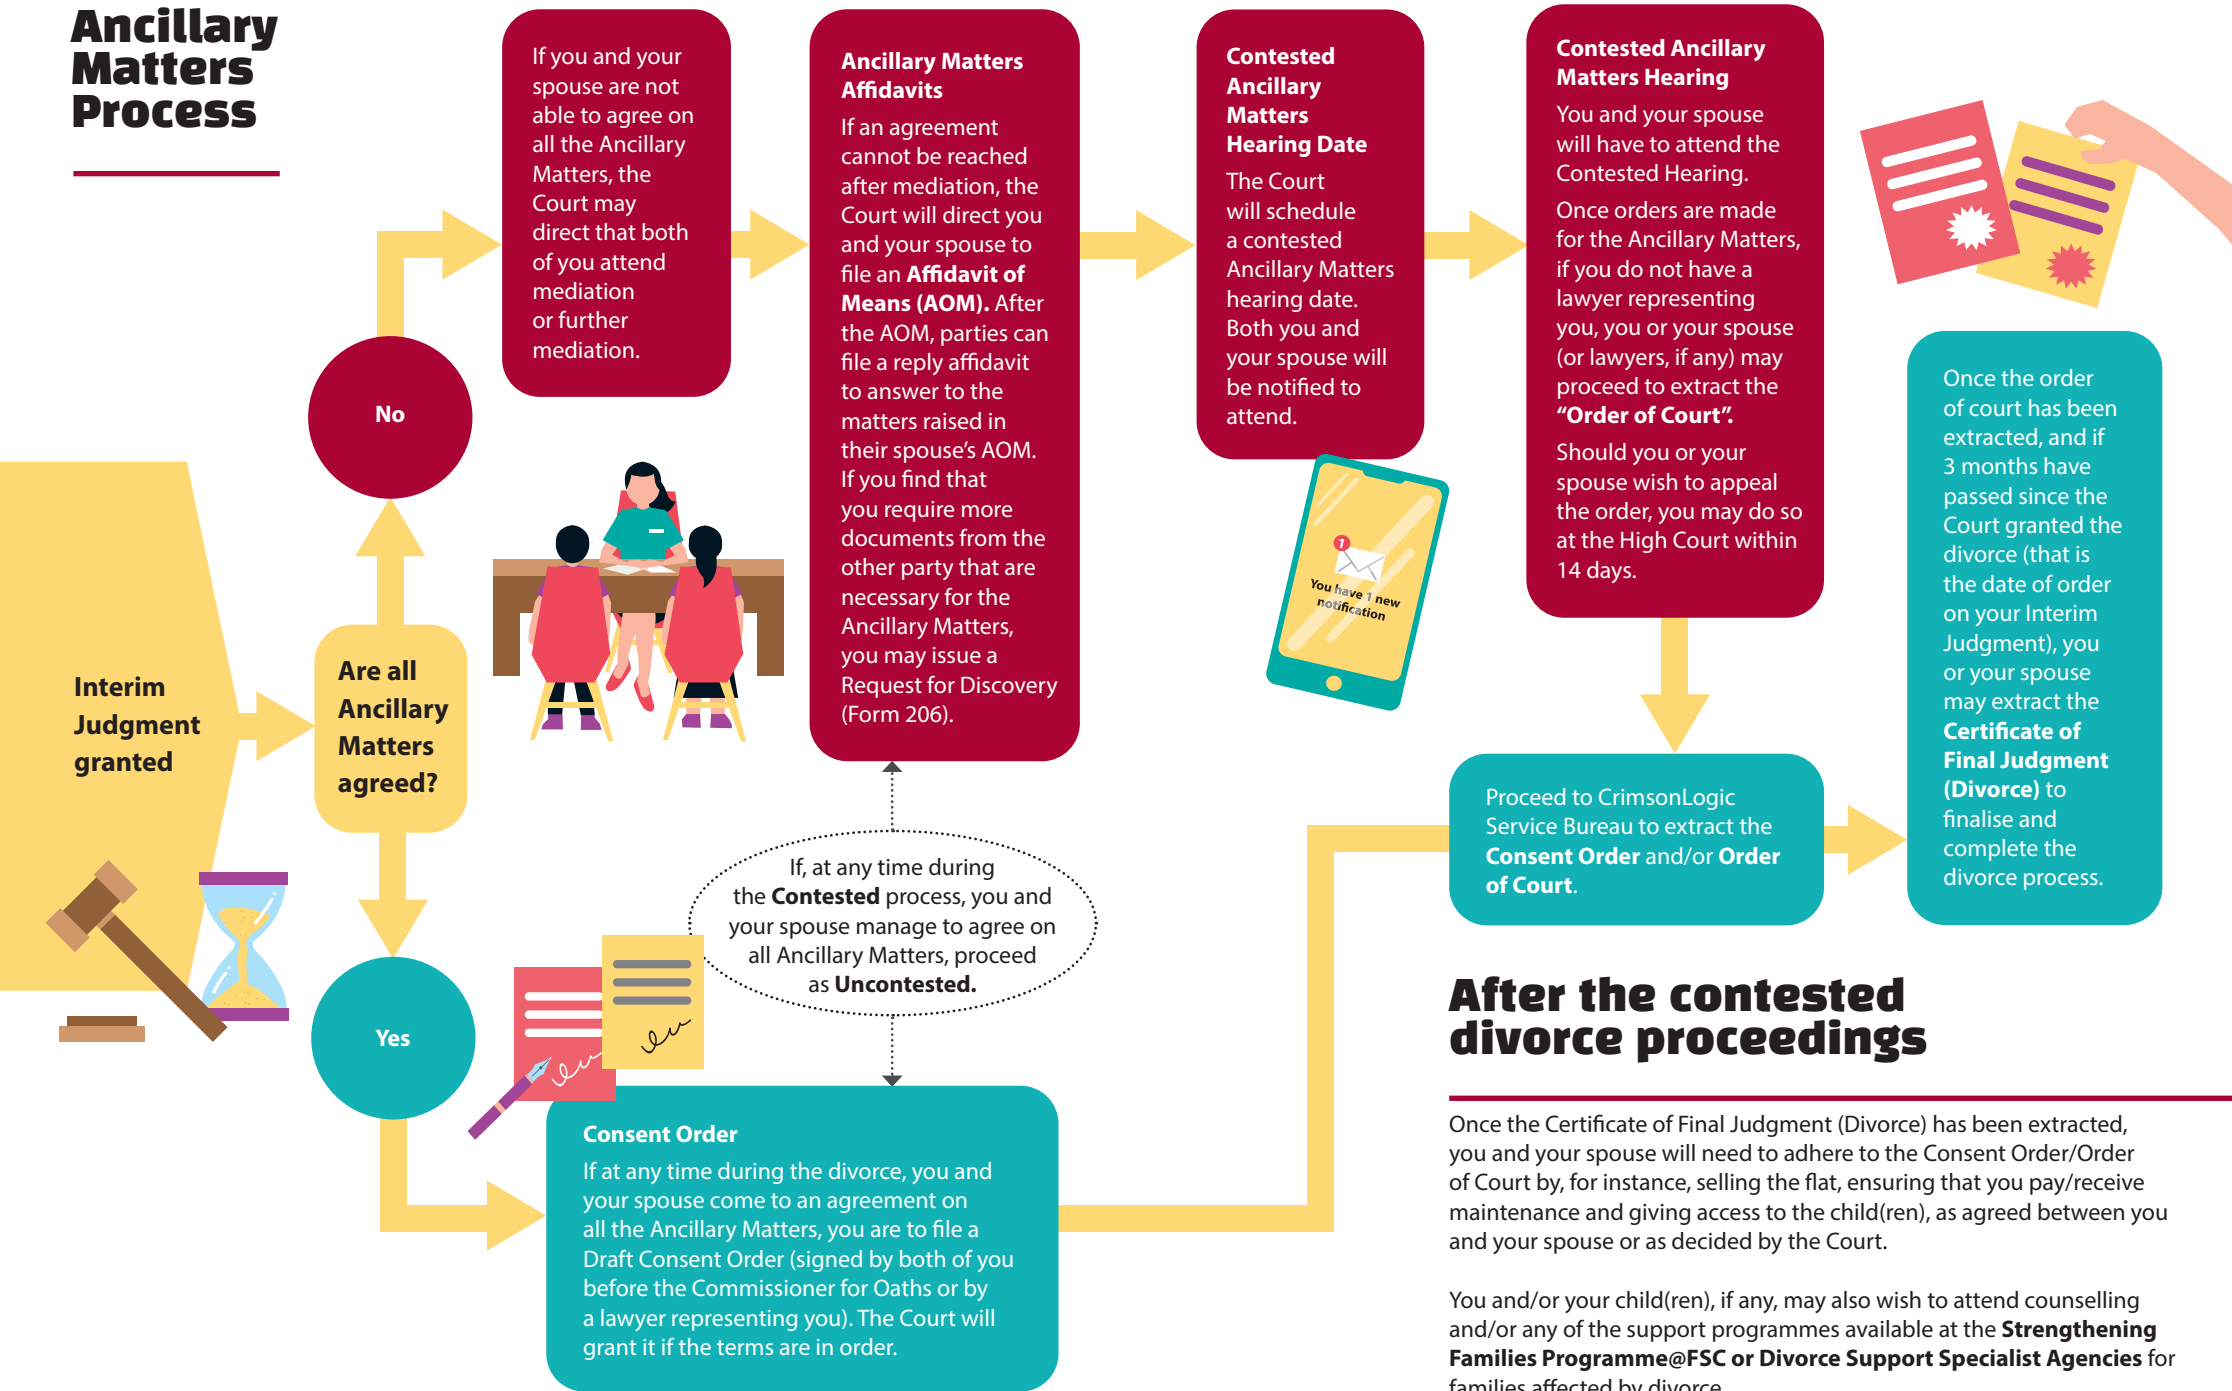 Ancillary
Matters
Process
If you and your
spouse are not
able to agree on
all the Ancillary
Matters, the
Court may
direct that both
of you attend
mediation
or further
mediation.
Ancillary Matters
Affidavits
If an agreement
cannot be reached
after mediation, the
Court will direct you
and your spouse to
file an Affidavit of
Means (AOM). After
the AOM, parties can
file a reply affidavit
to answer to the
matters raised in
their spouse's AOM.
If you find that
you require more
documents from the
other party that are
necessary for the
Ancillary Matters,
you may issue a
Request for Discovery
(Form 206).
Contested
Ancillary
Matters
Hearing Date
The Court
will schedule
a contested
Ancillary Matters
hearing date.
Both you and
your spouse will
be notified to
attend.
Contested Ancillary
Matters Hearing
You and your spouse
will have to attend the
Contested Hearing.
Once orders are made
for the Ancillary Matters,
if you do not have a
lawyer representing
you, you or your spouse
(or lawyers, if any) may
proceed to extract the
“Order of Court”.
Should you or your
spouse wish to appeal
the order, you may do so
at the High Court within
14 days.
No
1
You have 1 new
notification
Once the order
of court has been
extracted, and if
3 months have
passed since the
Court granted the
divorce (that is
the date of order
on your Interim
Judgment), you
or your spouse
may extract the
Certificate of
Final Judgment
(Divorce) to
finalise and
complete the
divorce process.
Interim
Judgment
granted
Are all
Ancillary
Matters
agreed?
Proceed to CrimsonLogic
Service Bureau to extract the
Consent Order and/or Order
of Court.
If, at any time during
the Contested process, you and
your spouse manage to agree on
all Ancillary Matters, proceed
as Uncontested.
Yes
Consent Order
If at any time during the divorce, you and
your spouse come to an agreement on
all the Ancillary Matters, you are to file a
Draft Consent Order (signed by both of you
before the Commissioner for Oaths or by
a lawyer representing you). The Court will
grant it if the terms are in order.
After the contested
divorce proceedings
Once the Certificate of Final Judgment (Divorce) has been extracted,
you and your spouse will need to adhere to the Consent Order/Order
of Court by, for instance, selling the flat, ensuring that you pay/receive
maintenance and giving access to the child(ren), as agreed between you
and your spouse or as decided by the Court.
You and/or your child(ren), if any, may also wish to attend counselling
and/or any of the support programmes available at the Strengthening
Families Programme@FSC or Divorce Support Specialist Agencies for
families affected by divorce.